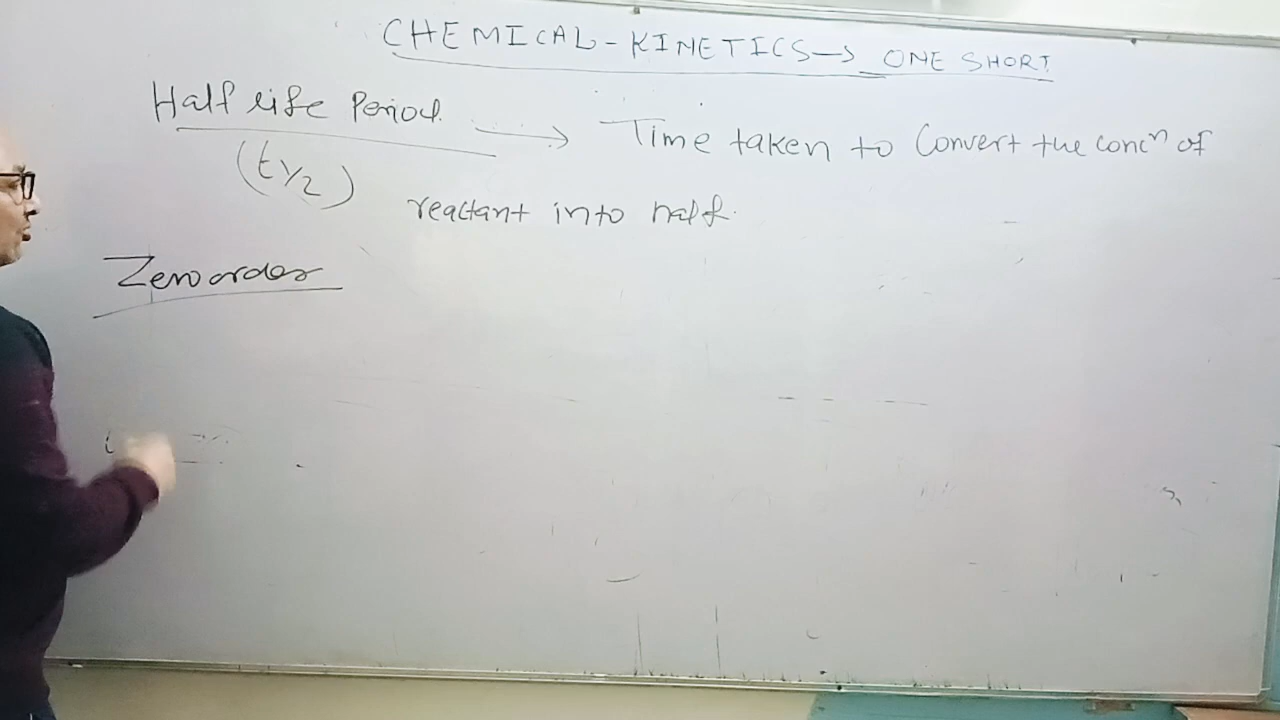 CHEMICAL-KINETICS → ONE SHORT
Half life Period → Time taken to Convert the concⁿ of
(t1/2) reactant into half.
Zero order